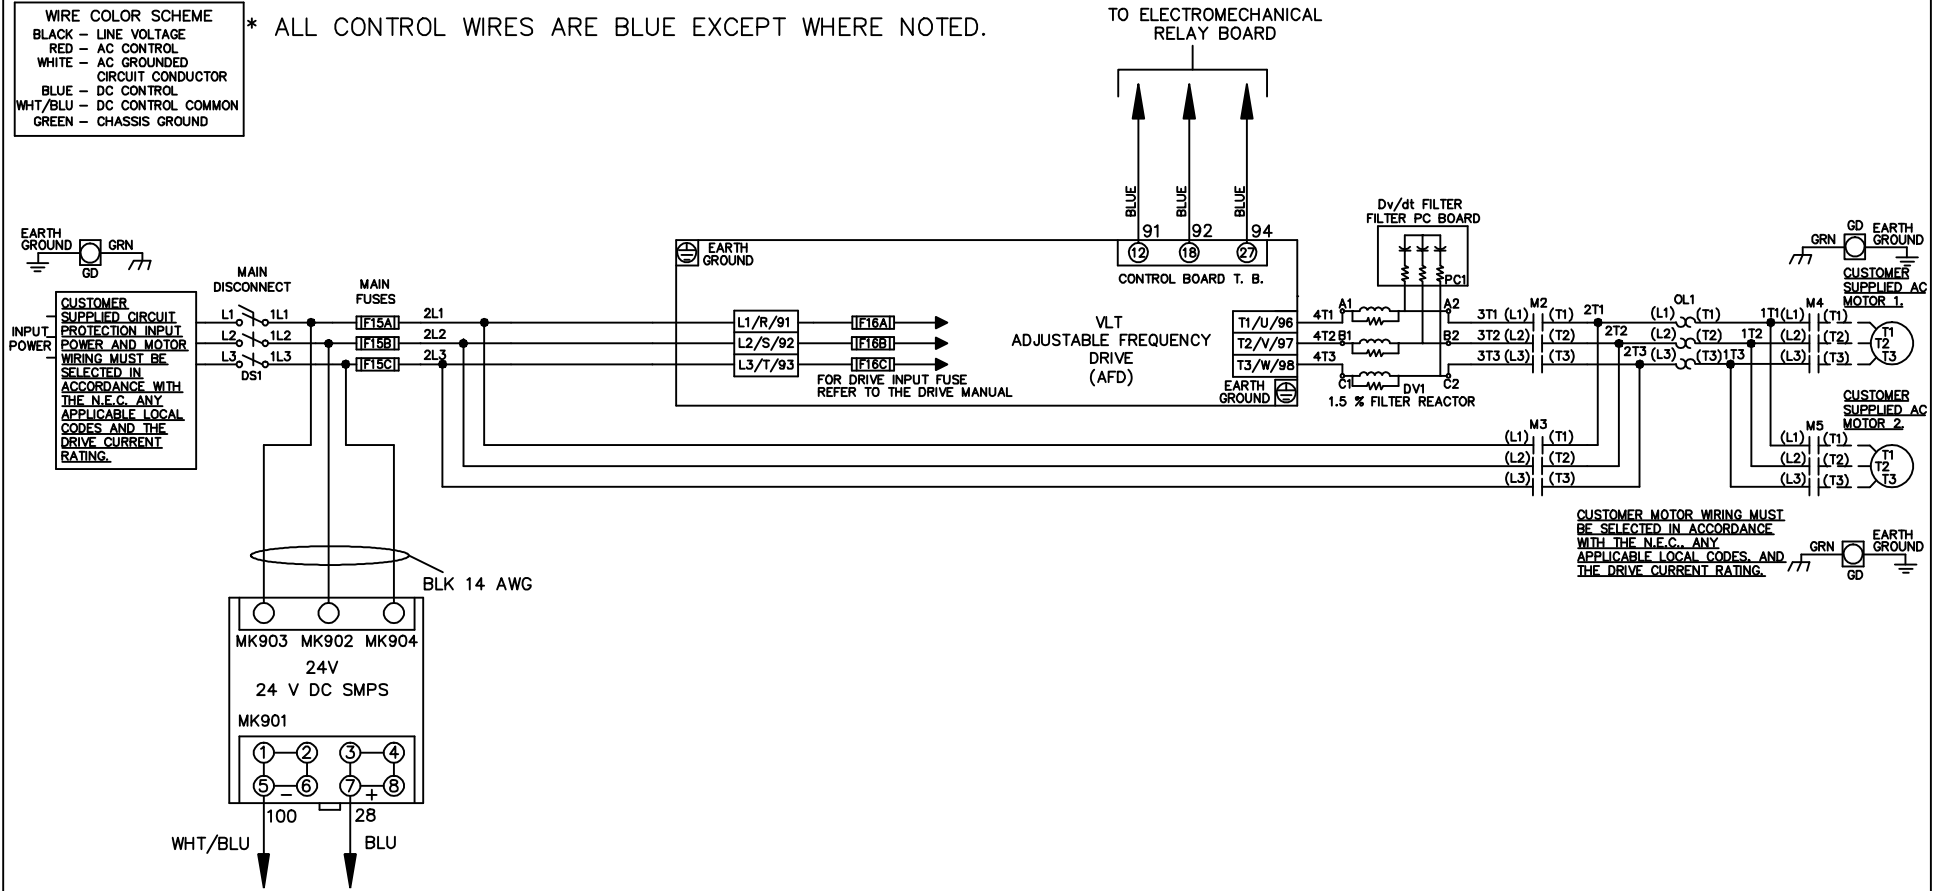 WIRE COLOR SCHEME
BLACK – LINE VOLTAGE
RED – AC CONTROL
WHITE – AC GROUNDED
CIRCUIT CONDUCTOR
BLUE – DC CONTROL
WHT/BLU – DC CONTROL COMMON
GREEN – CHASSIS GROUND
* ALL CONTROL WIRES ARE BLUE EXCEPT WHERE NOTED.
TO ELECTROMECHANICAL
RELAY BOARD
BLUE
BLUE
BLUE
91
92
94
12
18
27
CONTROL BOARD T. B.
EARTH
GROUND
GRN
GD
INPUT
POWER
CUSTOMER
SUPPLIED CIRCUIT
PROTECTION INPUT
POWER AND MOTOR
WIRING MUST BE
SELECTED IN
ACCORDANCE WITH
THE N.E.C. ANY
APPLICABLE LOCAL
CODES AND THE
DRIVE CURRENT
RATING.
MAIN
DISCONNECT
L1 1L1
L2 1L2
L3 1L3
DS1
MAIN
FUSES
F15A
F15B
F15C
2L1
2L2
2L3
EARTH
GROUND
L1/R/91
L2/S/92
L3/T/93
F16A
F16B
F16C
FOR DRIVE INPUT FUSE
REFER TO THE DRIVE MANUAL
VLT
ADJUSTABLE FREQUENCY
DRIVE
(AFD)
T1/U/96
T2/V/97
T3/W/98
EARTH
GROUND
4T1
4T2
4T3
A1
B1
C1
A2
B2
C2
Dv/dt FILTER
FILTER PC BOARD
PC1
DV1
1.5 % FILTER REACTOR
M2
3T1 (L1) (T1) 2T1
3T2 (L2) (T2) 2T2
3T3 (L3) (T3) 2T3
M3
(L1) (T1)
(L2) (T2)
(L3) (T3)
OL1
(L1) (T1) 1T1
(L2) (T2) 1T2
(L3) (T3) 1T3
M4
(L1) (T1)
(L2) (T2)
(L3) (T3)
T1
T2
T3
GRN
GD
EARTH
GROUND
CUSTOMER
SUPPLIED AC
MOTOR 1.
CUSTOMER
SUPPLIED AC
MOTOR 2.
M5
(L1) (T1)
(L2) (T2)
(L3) (T3)
T1
T2
T3
CUSTOMER MOTOR WIRING MUST
BE SELECTED IN ACCORDANCE
WITH THE N.E.C., ANY
APPLICABLE LOCAL CODES, AND
THE DRIVE CURRENT RATING.
GRN
GD
EARTH
GROUND
BLK 14 AWG
MK903 MK902 MK904
24V
24 V DC SMPS
MK901
1 2 3 4
5 – 6 7 + 8
100
28
WHT/BLU
BLU